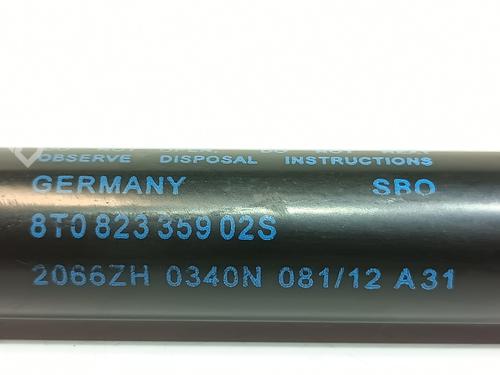 OBSERVE DISPOSAL INSTRUCTIONS
GERMANY SBO
8T0 823 359 02S
2066ZH 0340N 081/12 A31